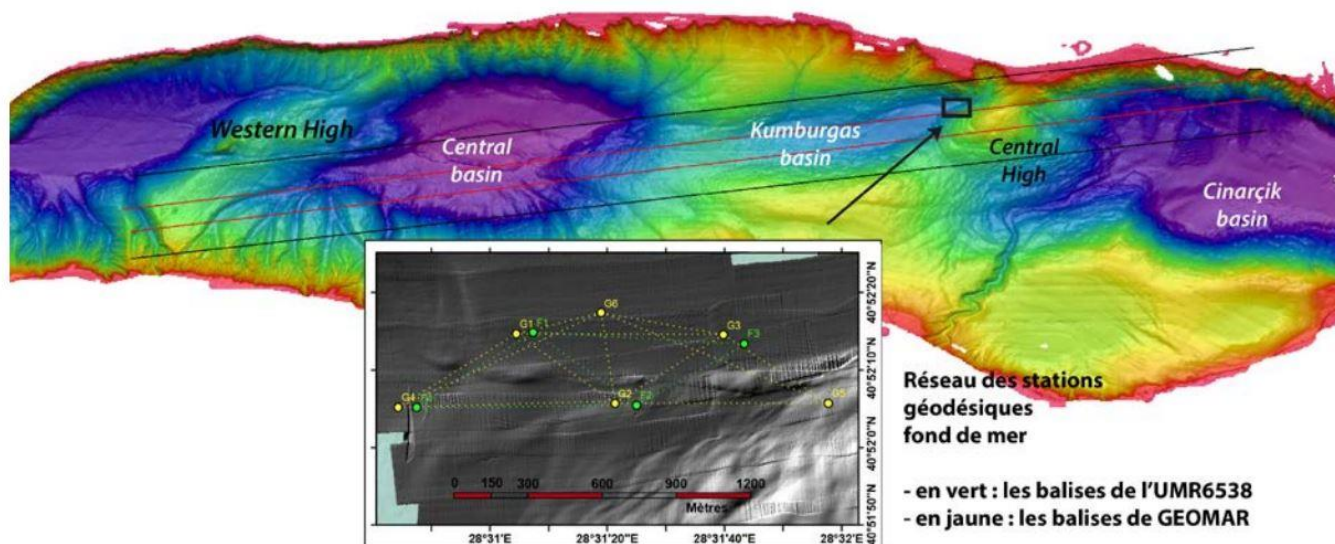 Western High
Central
basin
Kumburgas
basin
Central
High
Cinarçik
basin
G6
G1
F1
G3
F3
G4
G2
F2
G5
0 150 300 600 900 1200
Mètres
28°31'E
28°31'20"E
28°31'40"E
28°32'E
40°52'20"N
40°52'10"N
40°52'0"N
40°51'50"N
Réseau des stations
géodésiques
fond de mer
- en vert : les balises de l'UMR6538
- en jaune : les balises de GEOMAR